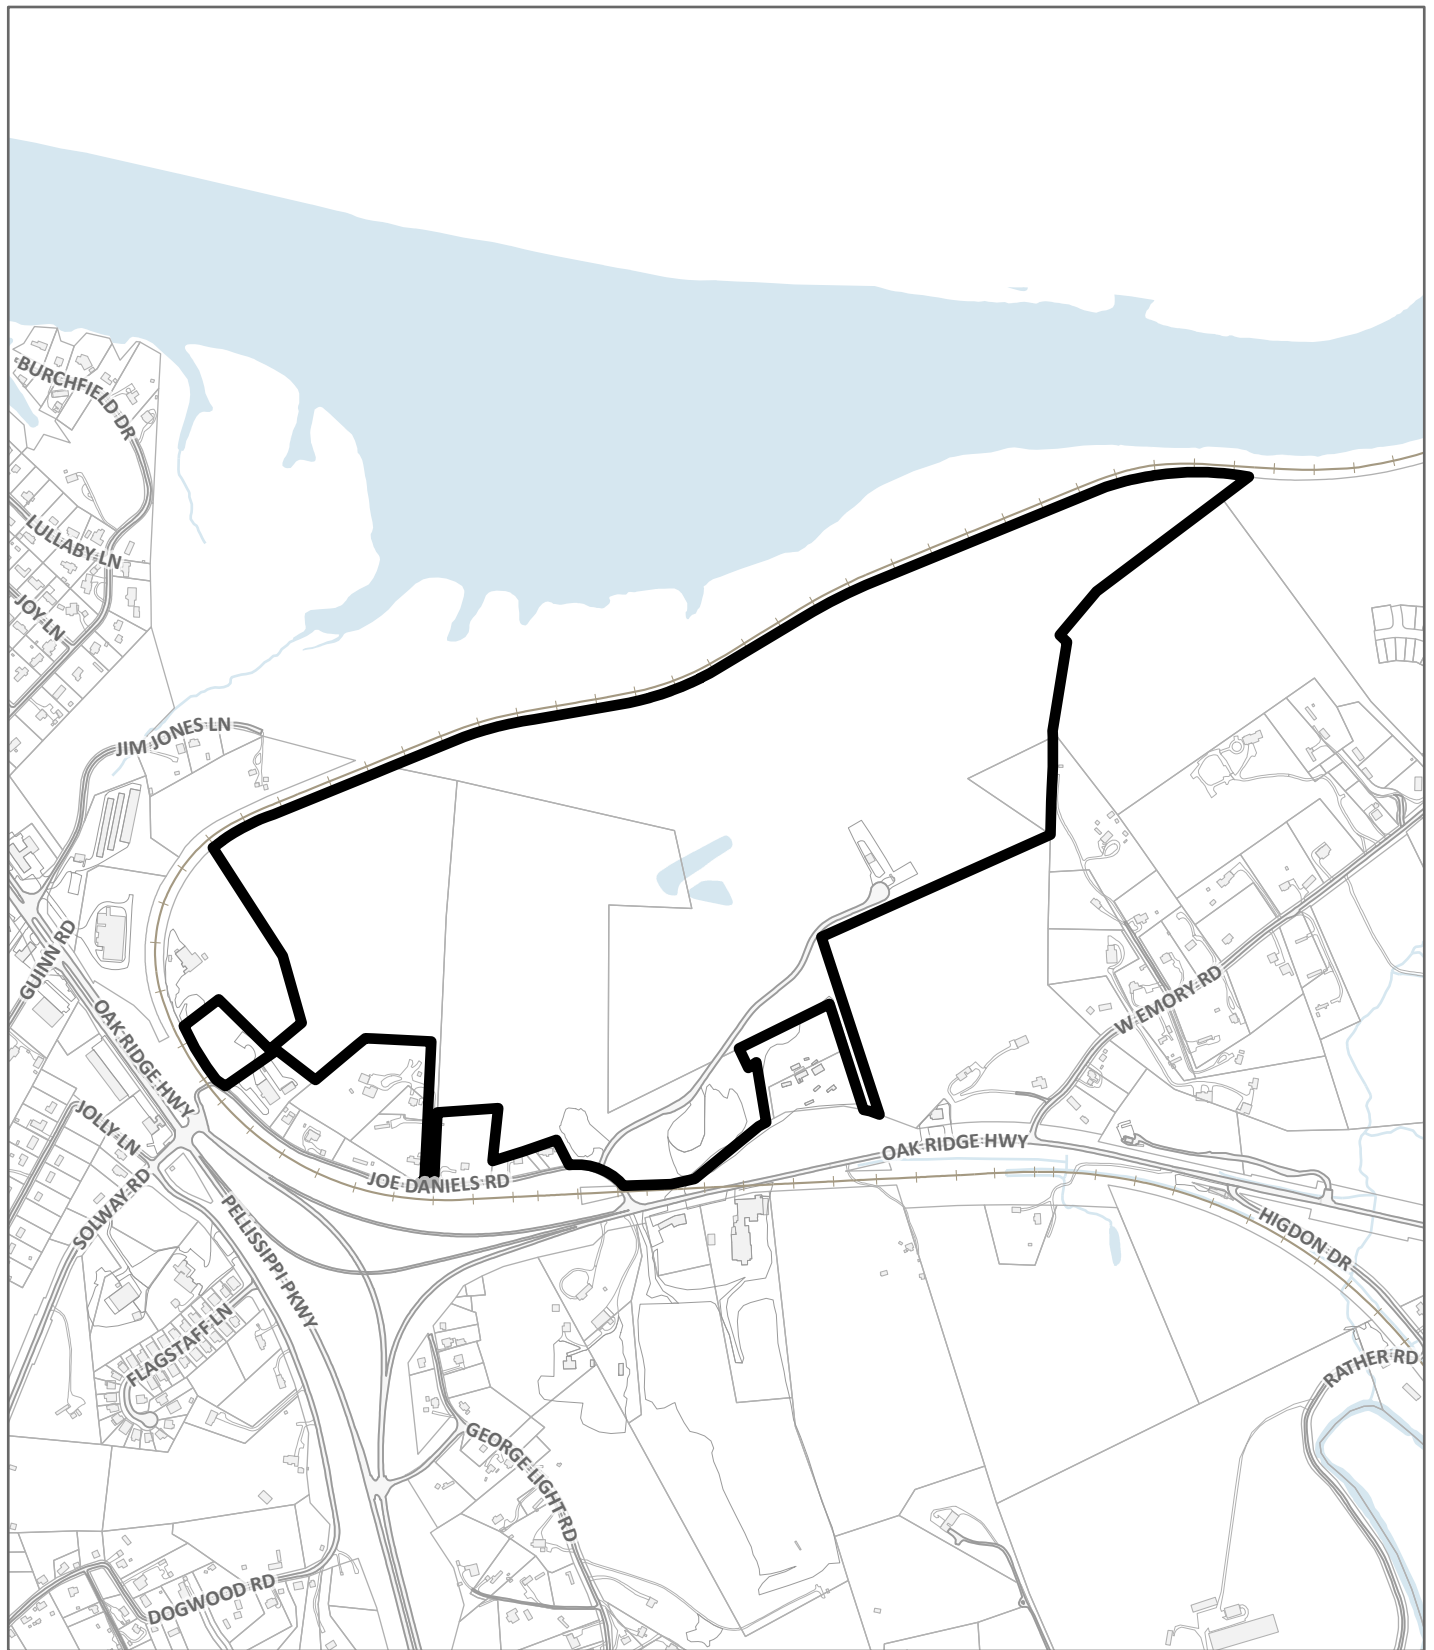 BURCHFIELD DR
LULLABY LN
JOY LN
JIM JONES LN
GUINN RD
OAK RIDGE HWY
W EMORY RD
JOLLY LN
SOLWAY RD
JOE DANIELS RD
OAK RIDGE HWY
PELLISSIPPI PKWY
HIGDON DR
FLAGSTAFF LN
RATHER RD
GEORGE LIGHT RD
DOGWOOD RD